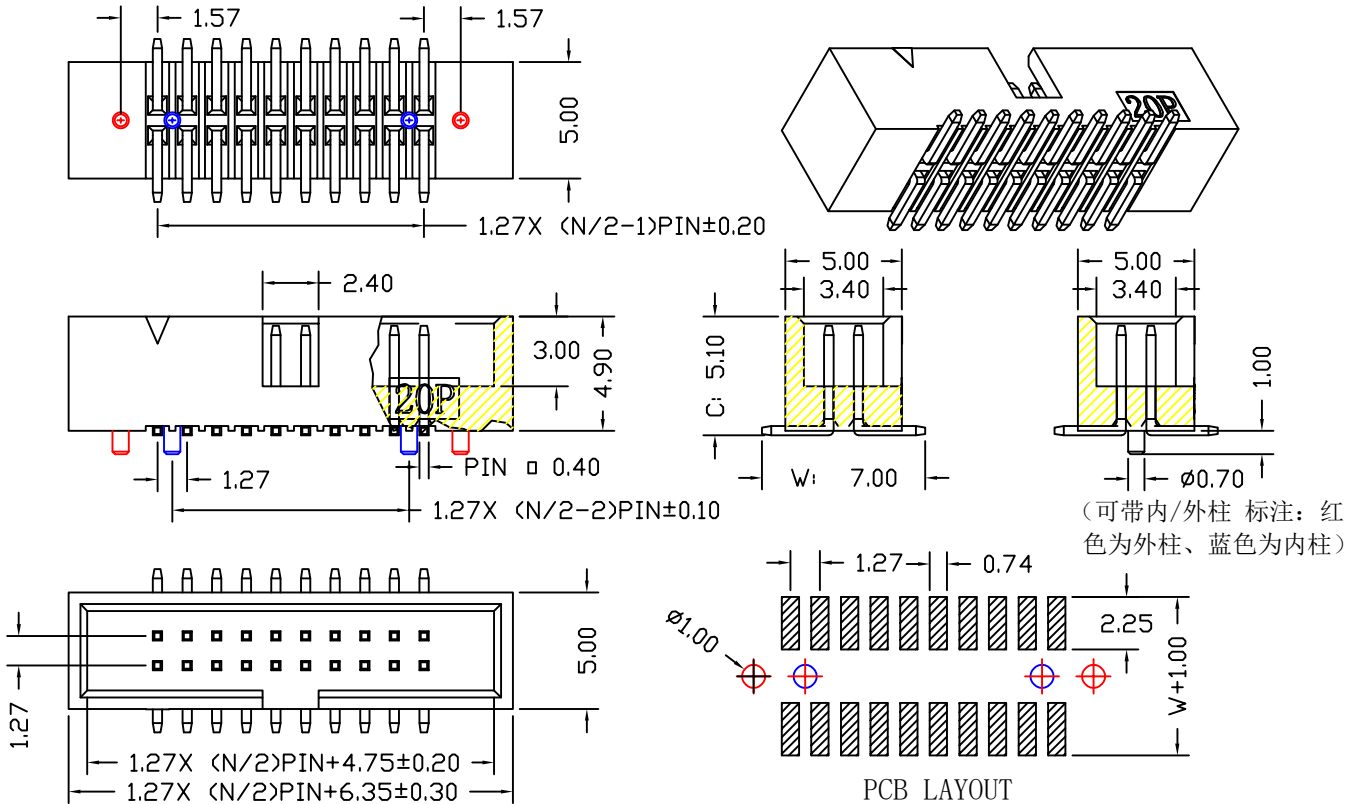 1.57
1.57
5.00
1.27X (N/2-1)PIN±0.20
20P
2.40
3.00
4.90
20P
PIN □ 0.40
1.27
1.27X (N/2-2)PIN±0.10
5.00
3.40
C: 5.10
W: 7.00
5.00
3.40
1.00
Ø0.70
(可带内/外柱 标注: 红
色为外柱、蓝色为内柱)
1.27
5.00
1.27X (N/2)PIN+4.75±0.20
1.27X (N/2)PIN+6.35±0.30
1.27
0.74
Ø1.00
2.25
W+1.00
PCB LAYOUT